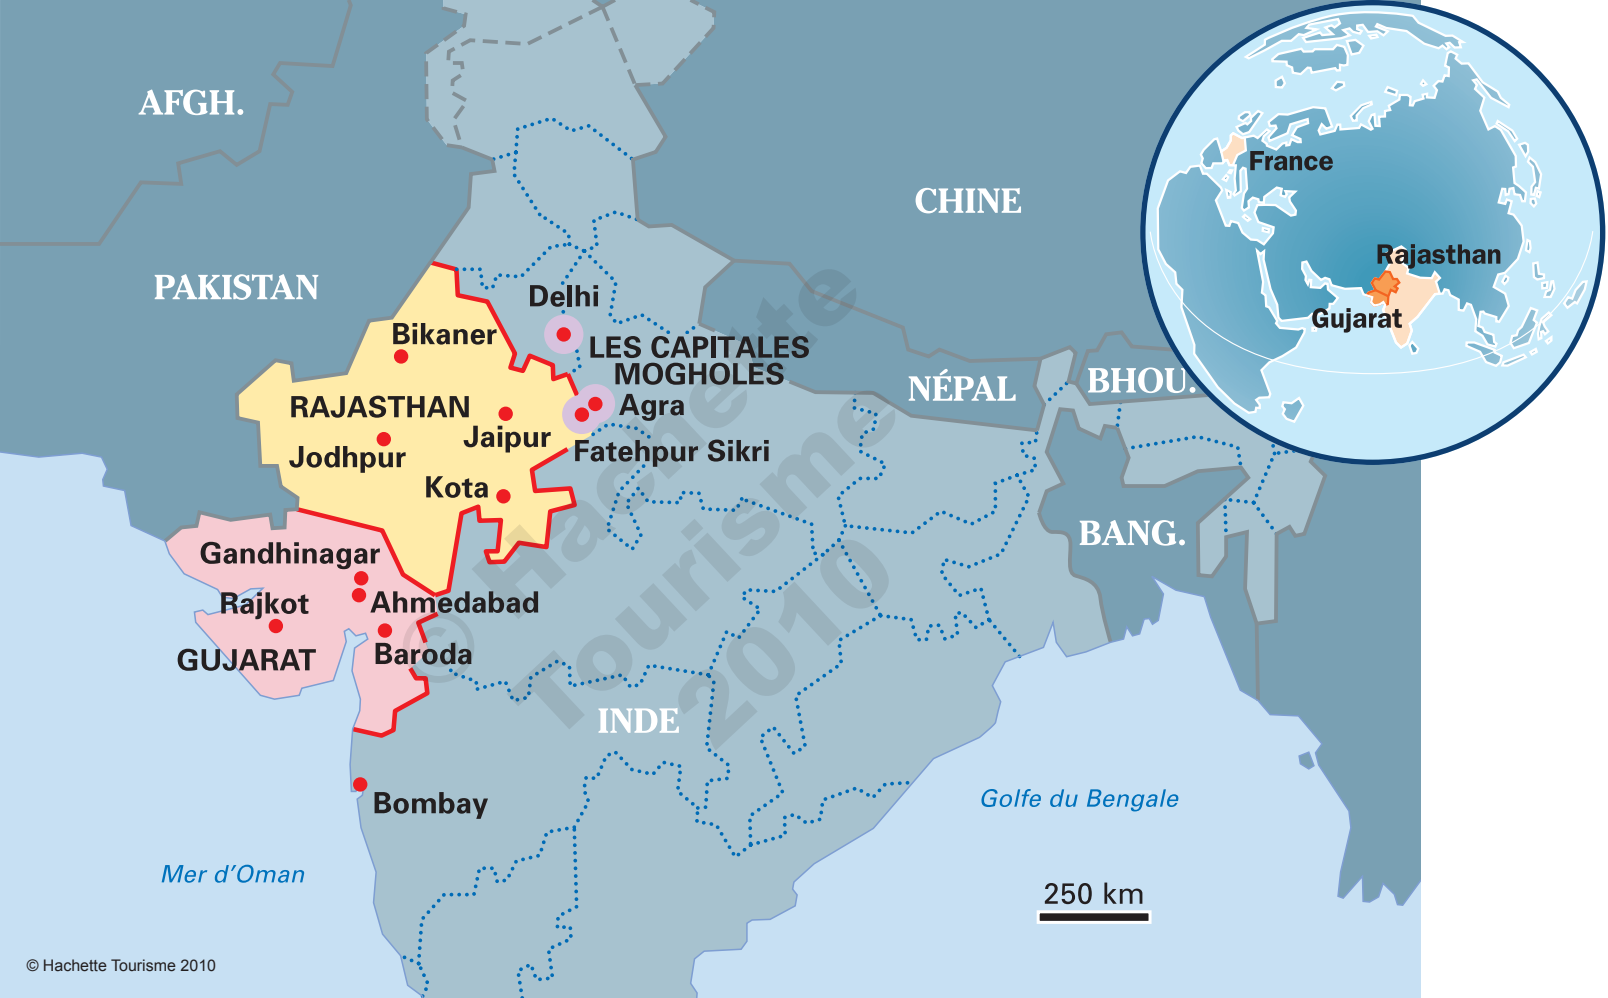 AFGH.
CHINE
France
Rajasthan
Gujarat
PAKISTAN
Delhi
Bikaner
LES CAPITALES
MOGHOLES
NÉPAL
BHOU.
RAJASTHAN
Agra
Jaipur
Jodhpur
Fatehpur Sikri
Kota
BANG.
Gandhinagar
Rajkot
Ahmedabad
GUJARAT
Baroda
INDE
Bombay
Golfe du Bengale
Mer d'Oman
250 km
© Hachette Tourisme 2010
© Hachette
Tourisme
2010